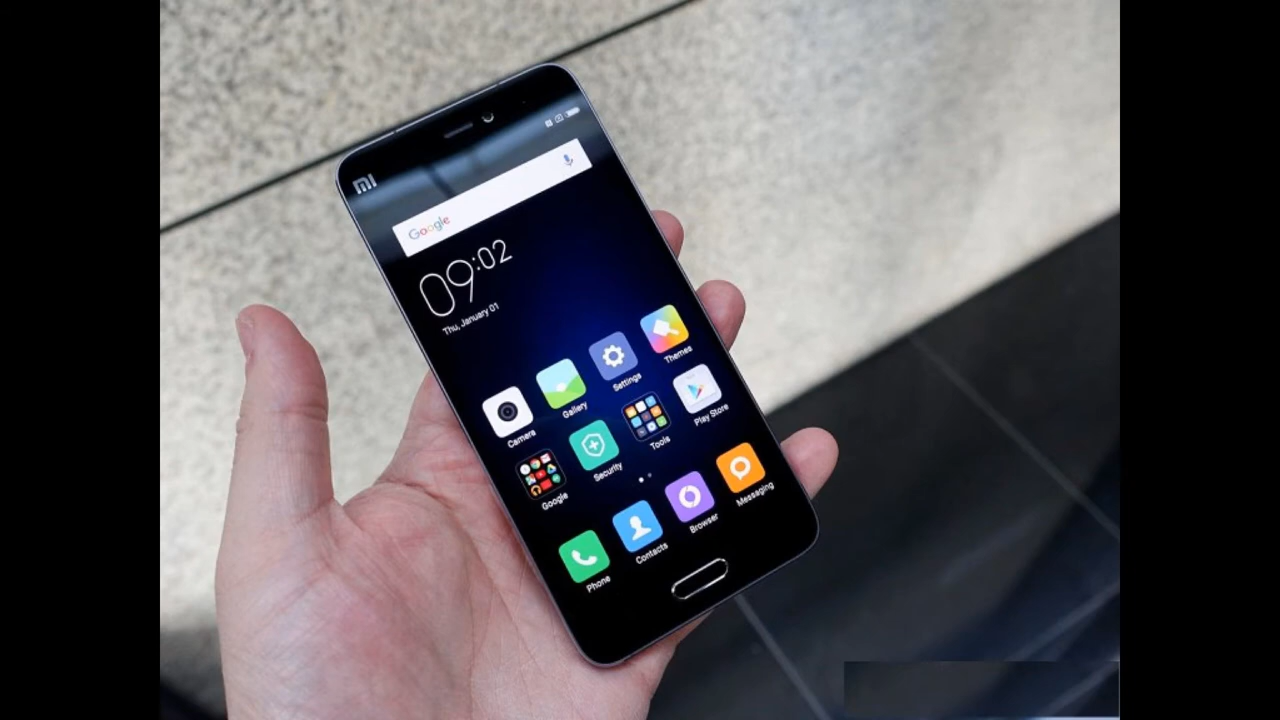 mi
Google
09:02
Thu, January 01
Camera
Gallery
Settings
Themes
Google
Security
Tools
Play Store
Phone
Contacts
Browser
Messaging